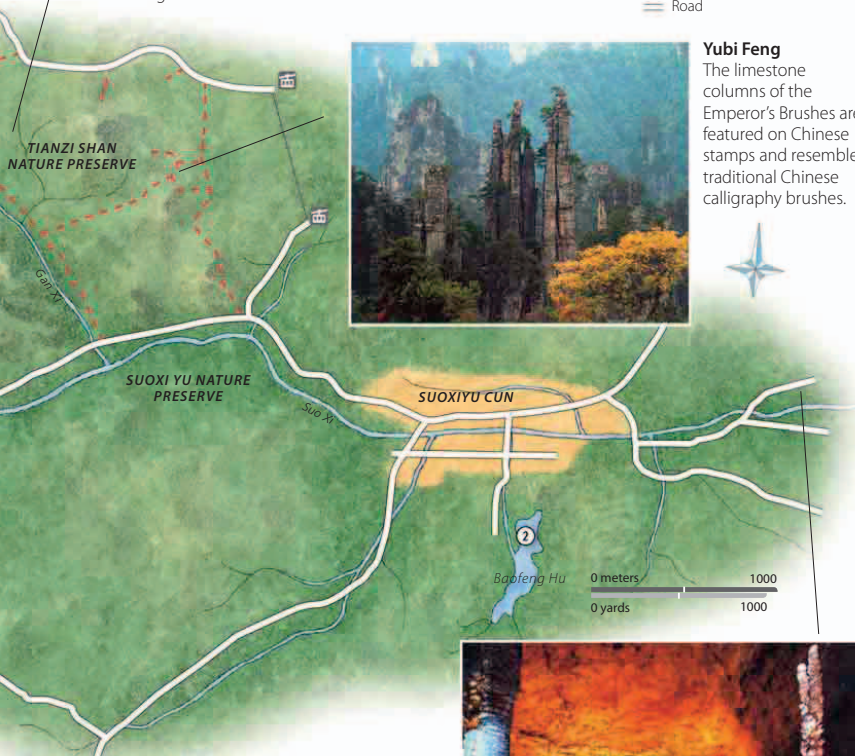 Road
Yubi Feng
The limestone
columns of the
Emperor's Brushes are
featured on Chinese
stamps and resemble
traditional Chinese
calligraphy brushes.
TIANZI SHAN
NATURE PRESERVE
Gan Xi
SUOXI YU NATURE
PRESERVE
Suo Xi
SUOXIYU CUN
2
Baofeng Hu
0 meters 1000
0 yards 1000